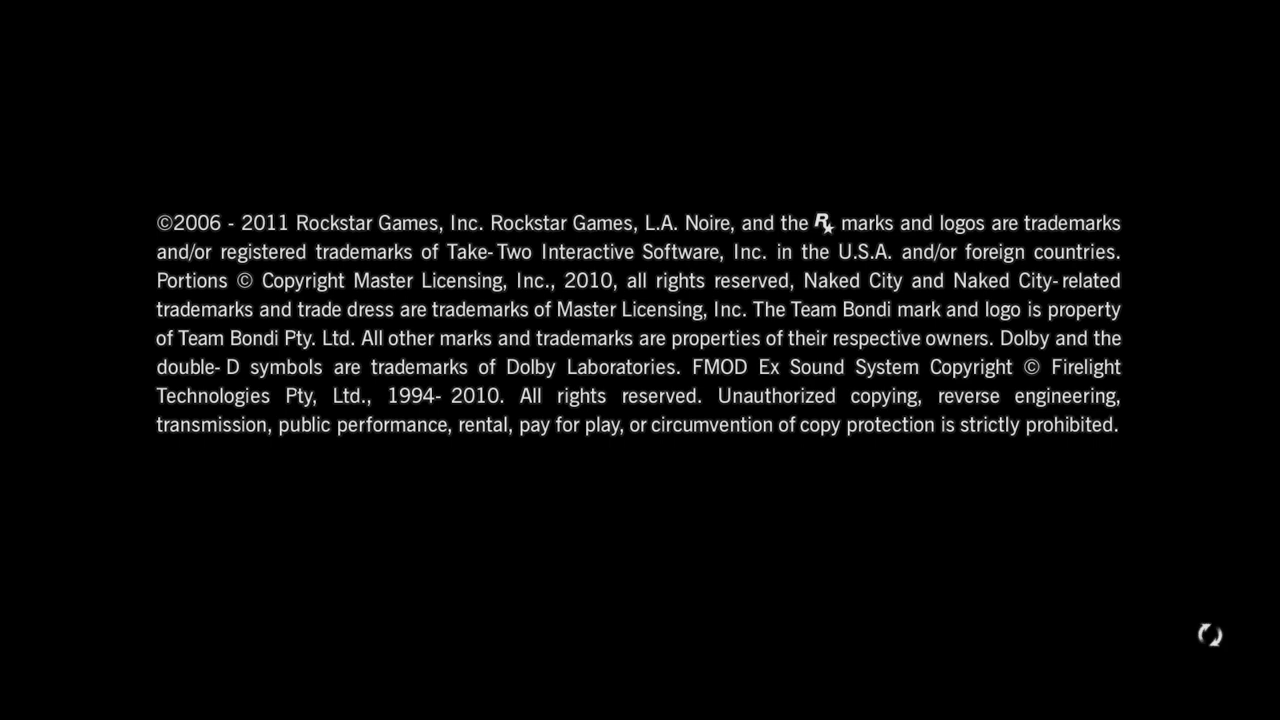 ©2006 - 2011 Rockstar Games, Inc. Rockstar Games, L.A. Noire, and the R★ marks and logos are trademarks
and/or registered trademarks of Take-Two Interactive Software, Inc. in the U.S.A. and/or foreign countries.
Portions © Copyright Master Licensing, Inc., 2010, all rights reserved, Naked City and Naked City-related
trademarks and trade dress are trademarks of Master Licensing, Inc. The Team Bondi mark and logo is property
of Team Bondi Pty. Ltd. All other marks and trademarks are properties of their respective owners. Dolby and the
double-D symbols are trademarks of Dolby Laboratories. FMOD Ex Sound System Copyright © Firelight
Technologies Pty, Ltd., 1994-2010. All rights reserved. Unauthorized copying, reverse engineering,
transmission, public performance, rental, pay for play, or circumvention of copy protection is strictly prohibited.